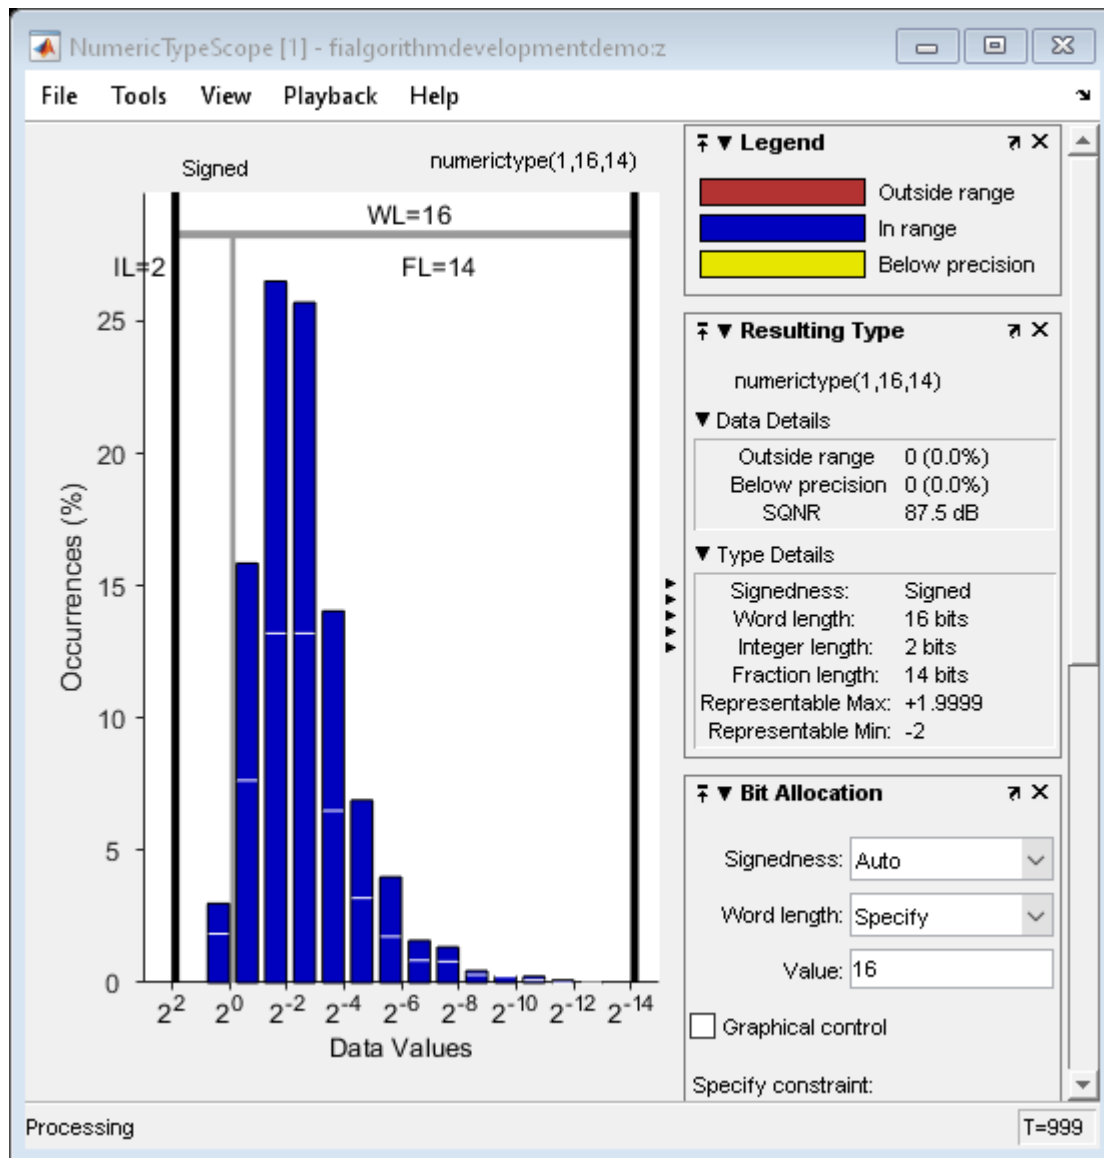 NumericTypeScope [1] - fialgorithmdevelopmentdemo:z
File Tools View Playback Help
Signed numerictype(1,16,14)
WL=16
IL=2 FL=14
25
20
15
10
5
0
Occurrences (%)
2^2 2^0 2^-2 2^-4 2^-6 2^-8 2^-10 2^-12 2^-14
Data Values
Legend
Outside range
In range
Below precision
Resulting Type
numerictype(1,16,14)
Data Details
Outside range 0 (0.0%)
Below precision 0 (0.0%)
SQNR 87.5 dB
Type Details
Signedness: Signed
Word length: 16 bits
Integer length: 2 bits
Fraction length: 14 bits
Representable Max: +1.9999
Representable Min: -2
Bit Allocation
Signedness: Auto
Word length: Specify
Value: 16
Graphical control
Specify constraint:
Processing T=999